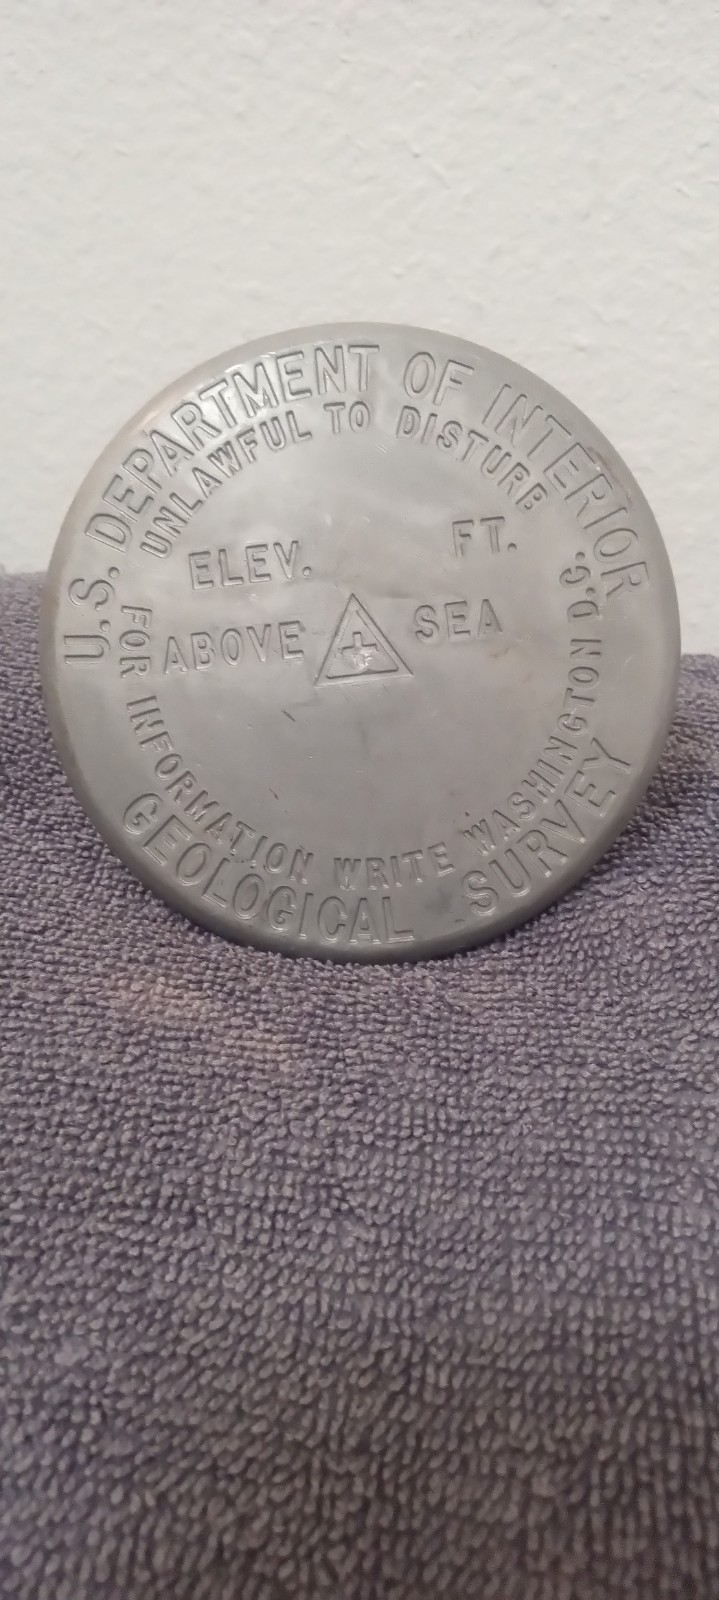 U.S. DEPARTMENT OF INTERIOR
UNLAWFUL TO DISTURB
ELEV. FT.
ABOVE SEA
FOR INFORMATION WRITE WASHINGTON D.C.
GEOLOGICAL SURVEY